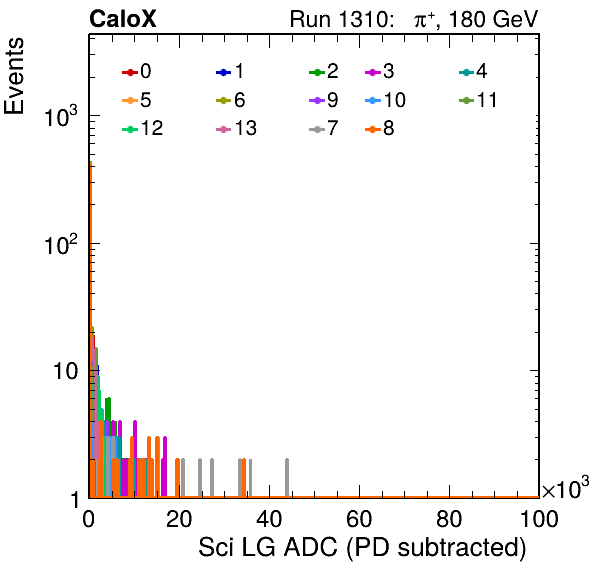 CaloX Run 1310: π⁺, 180 GeV
Events
0 1 2 3 4
5 6 9 10 11
12 13 7 8
10³
10²
10
1
0 20 40 60 80 100
×10³
Sci LG ADC (PD subtracted)